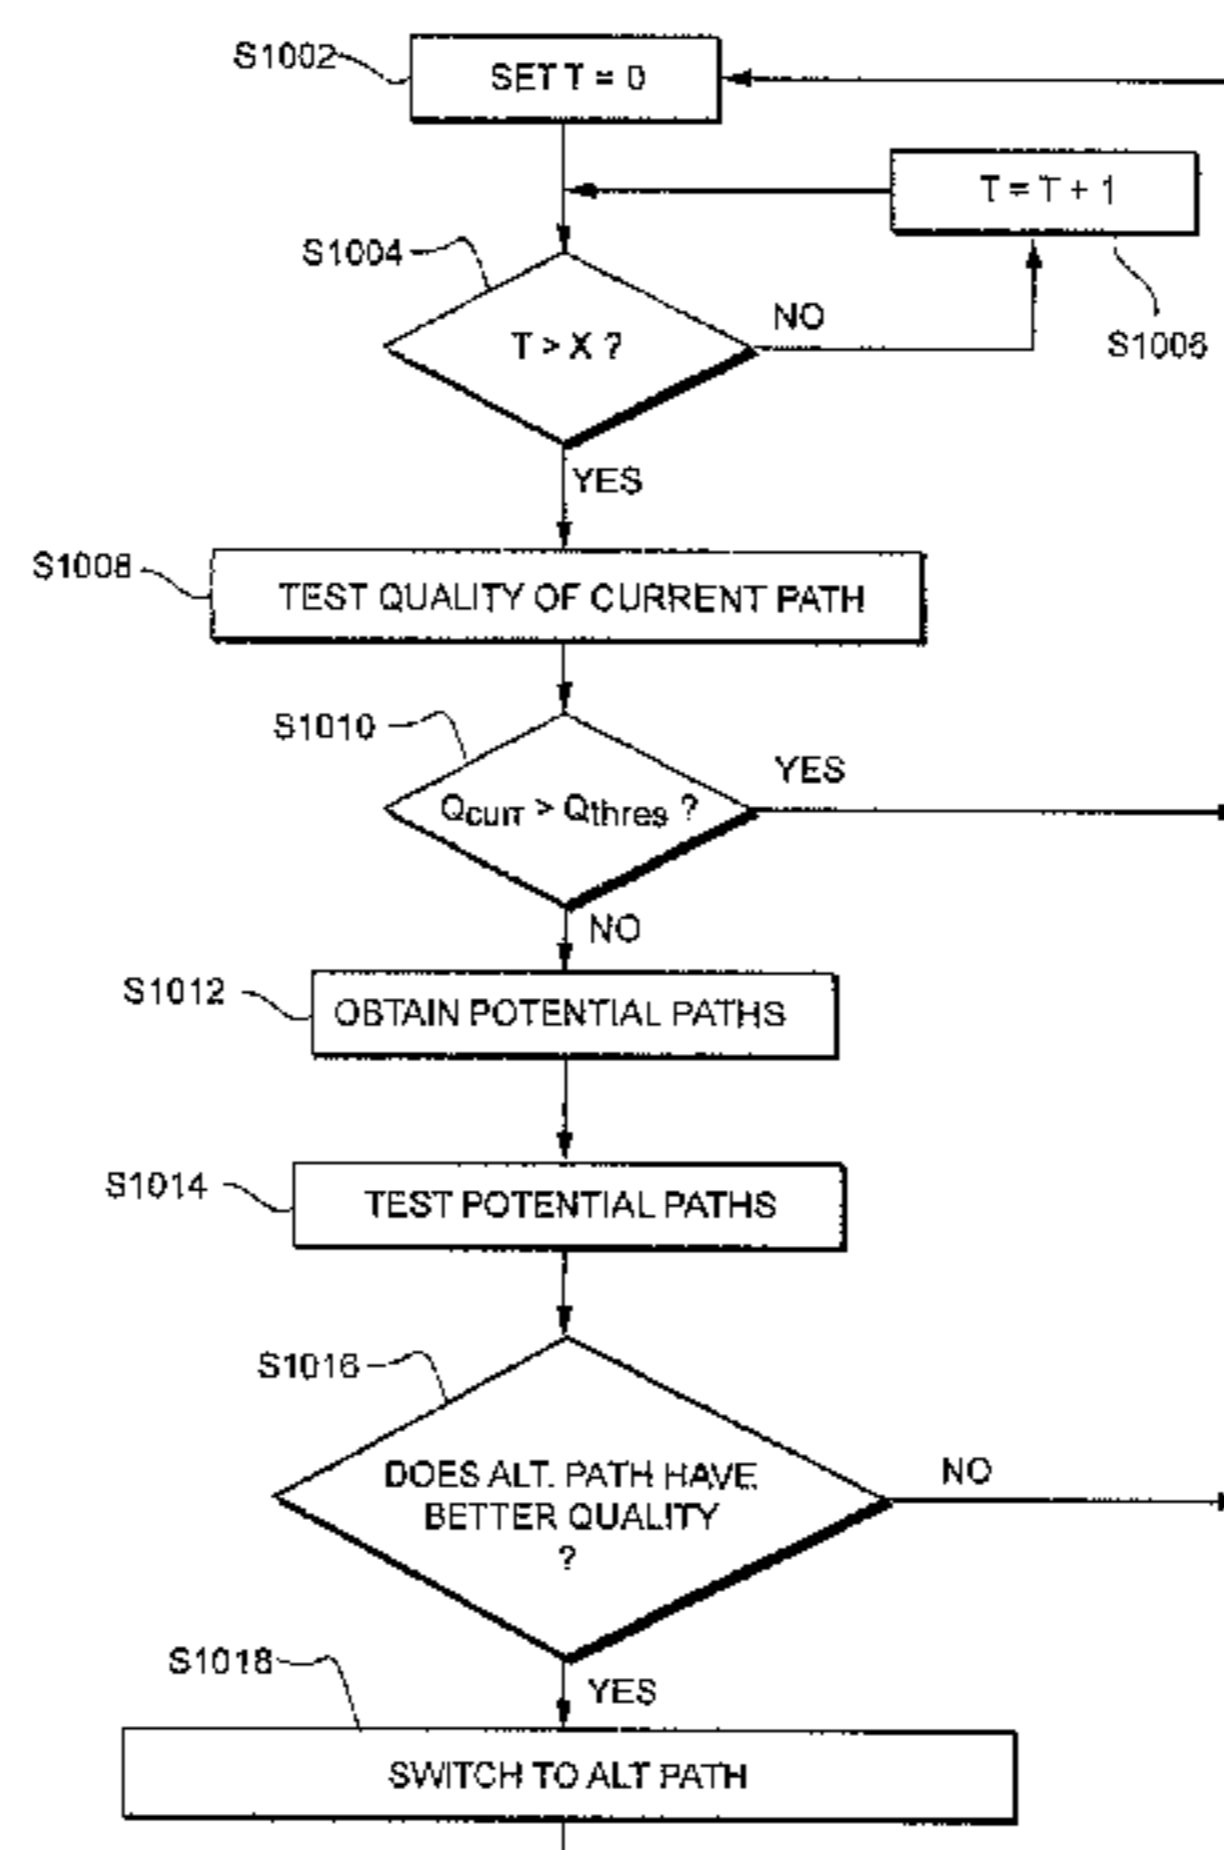 S1002
SET T = 0
T = T + 1
S1004
T > X ?
NO
S1006
YES
S1008
TEST QUALITY OF CURRENT PATH
S1010
YES
Qcurr > Qthres ?
NO
S1012
OBTAIN POTENTIAL PATHS
S1014
TEST POTENTIAL PATHS
S1016
DOES ALT. PATH HAVE
BETTER QUALITY
?
NO
S1018
YES
SWITCH TO ALT PATH